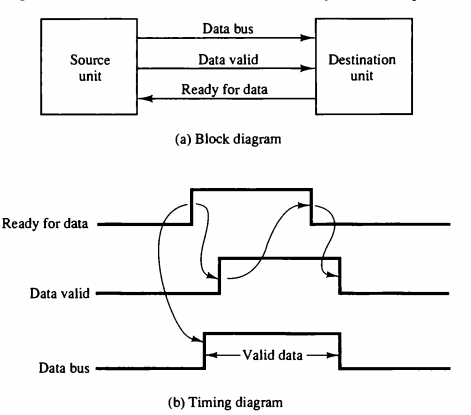 Data bus
Source unit
Data valid
Destination unit
Ready for data
(a) Block diagram
Ready for data
Data valid
Data bus
Valid data
(b) Timing diagram